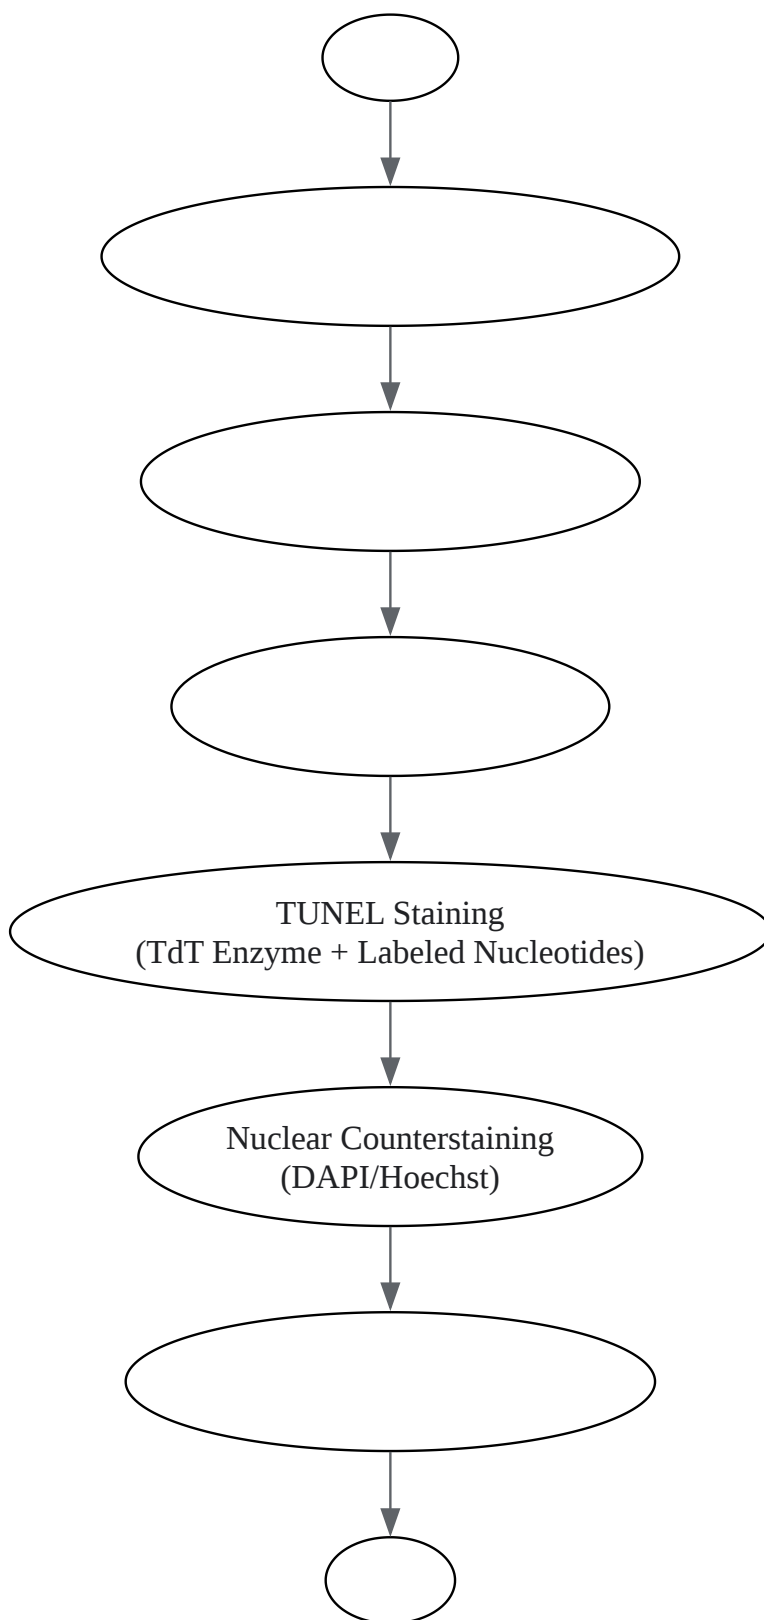 TUNEL Staining
(TdT Enzyme + Labeled Nucleotides)
Nuclear Counterstaining
(DAPI/Hoechst)